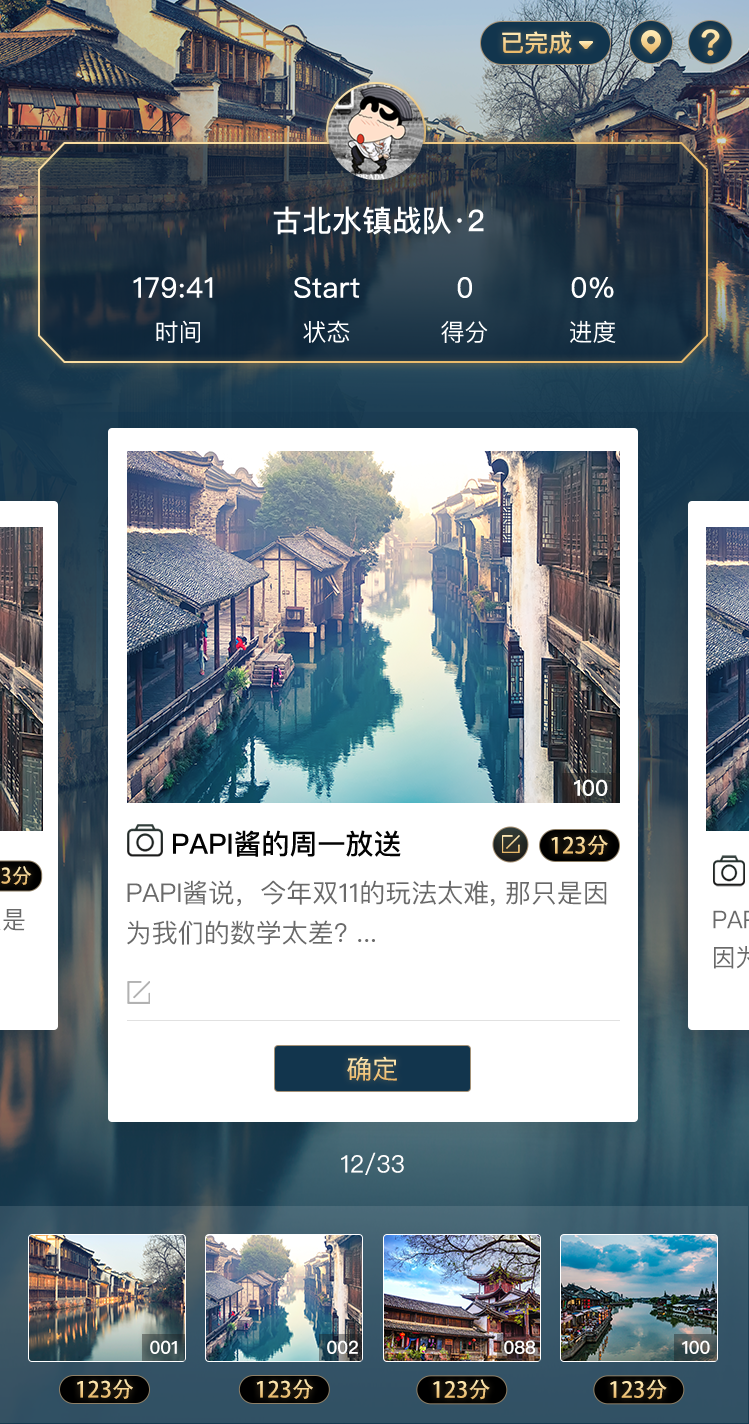 已完成
?
古北水镇战队·2
179:41 Start 0 0%
时间 状态 得分 进度
100
PAPI酱的周一放送 123分
PAPI酱说，今年双11的玩法太难, 那只是因
为我们的数学太差? ...
3分
是
PAP
因为
确定
12/33
001 002 088 100
123分 123分 123分 123分